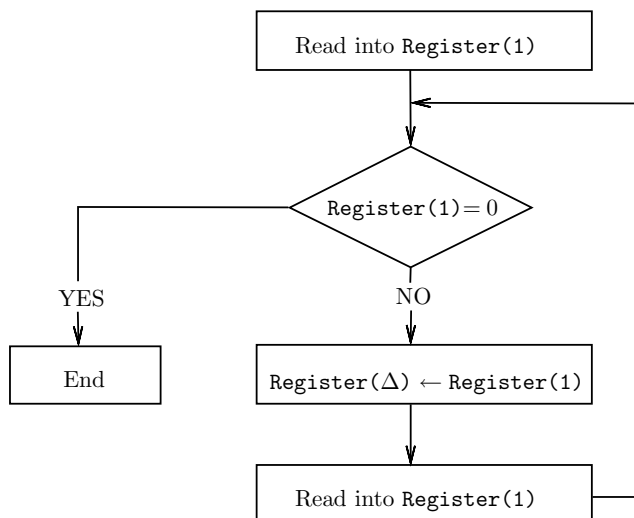 Read into Register(1)
Register(1)= 0
YES
NO
End
Register(Δ) ← Register(1)
Read into Register(1)